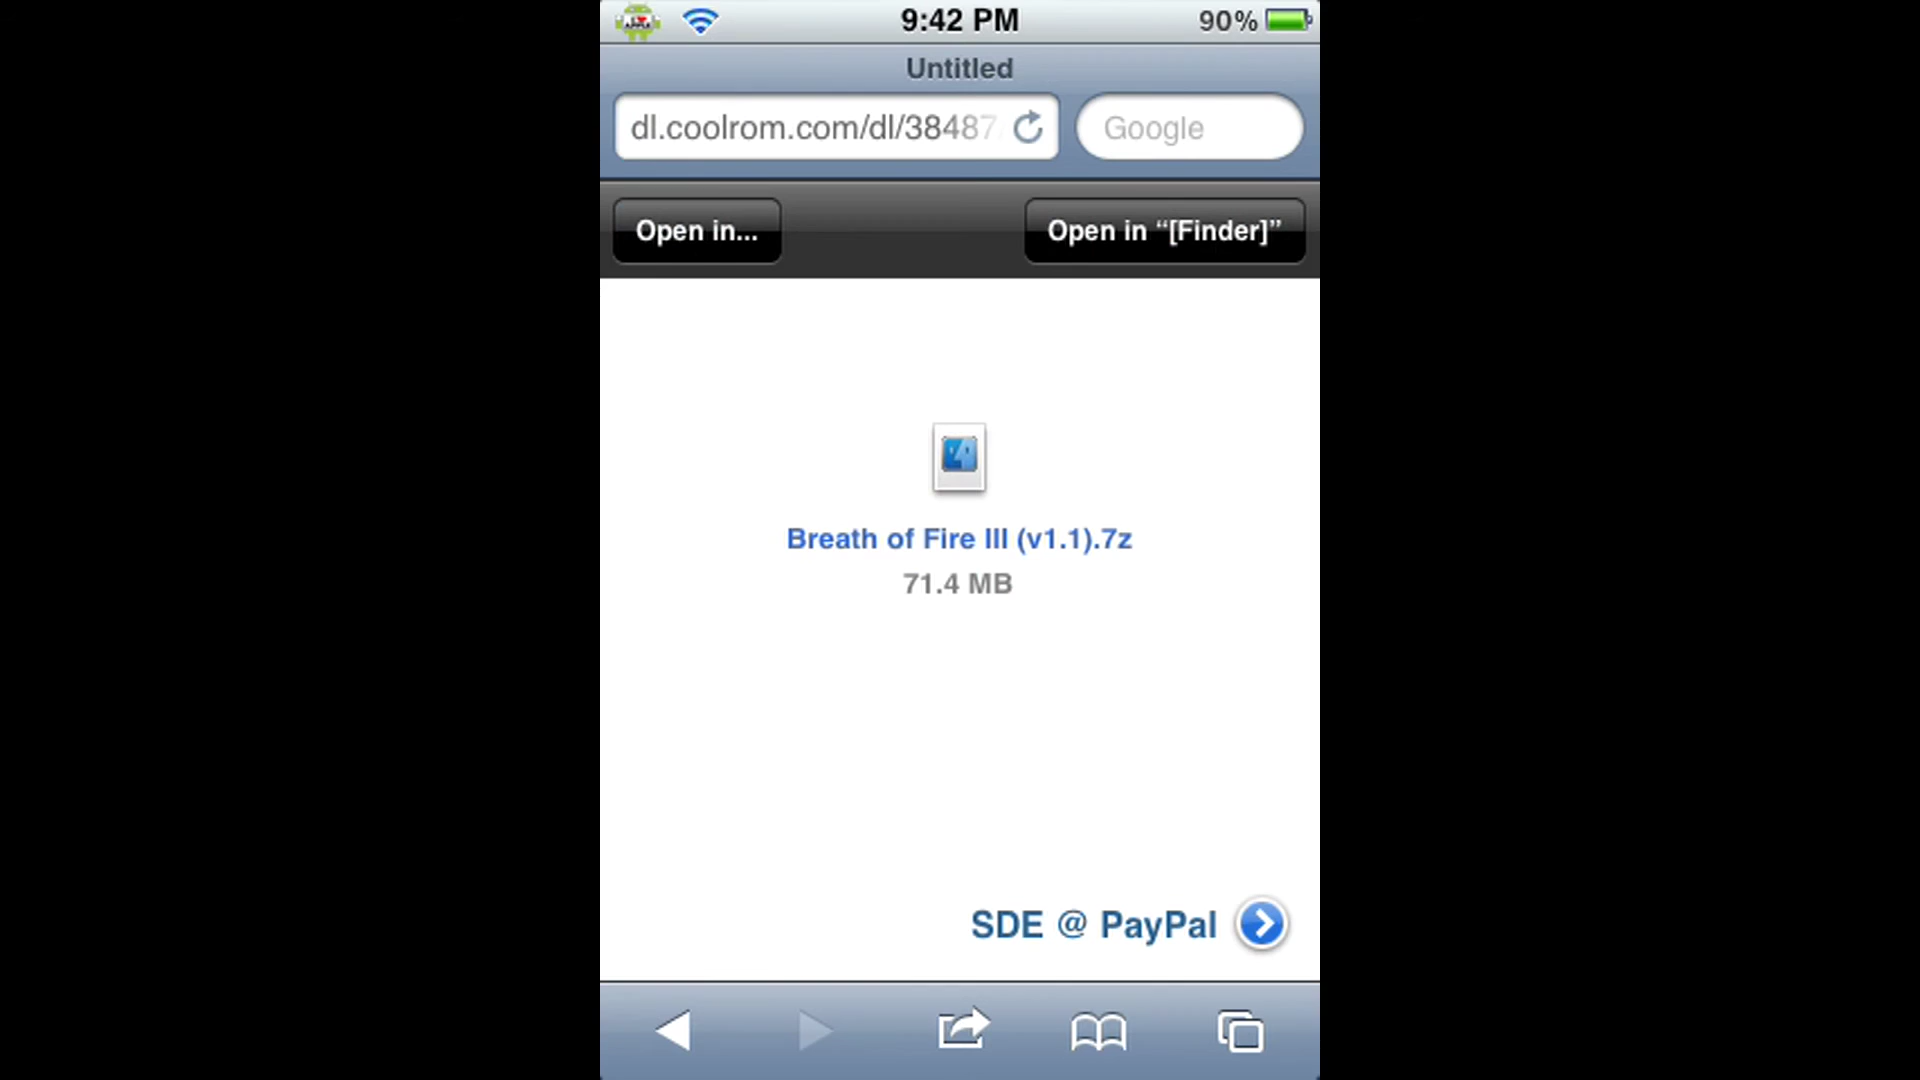 9:42 PM
90%
Untitled
dl.coolrom.com/dl/38487
Google
Open in...
Open in “[Finder]”
Breath of Fire III (v1.1).7z
71.4 MB
SDE @ PayPal